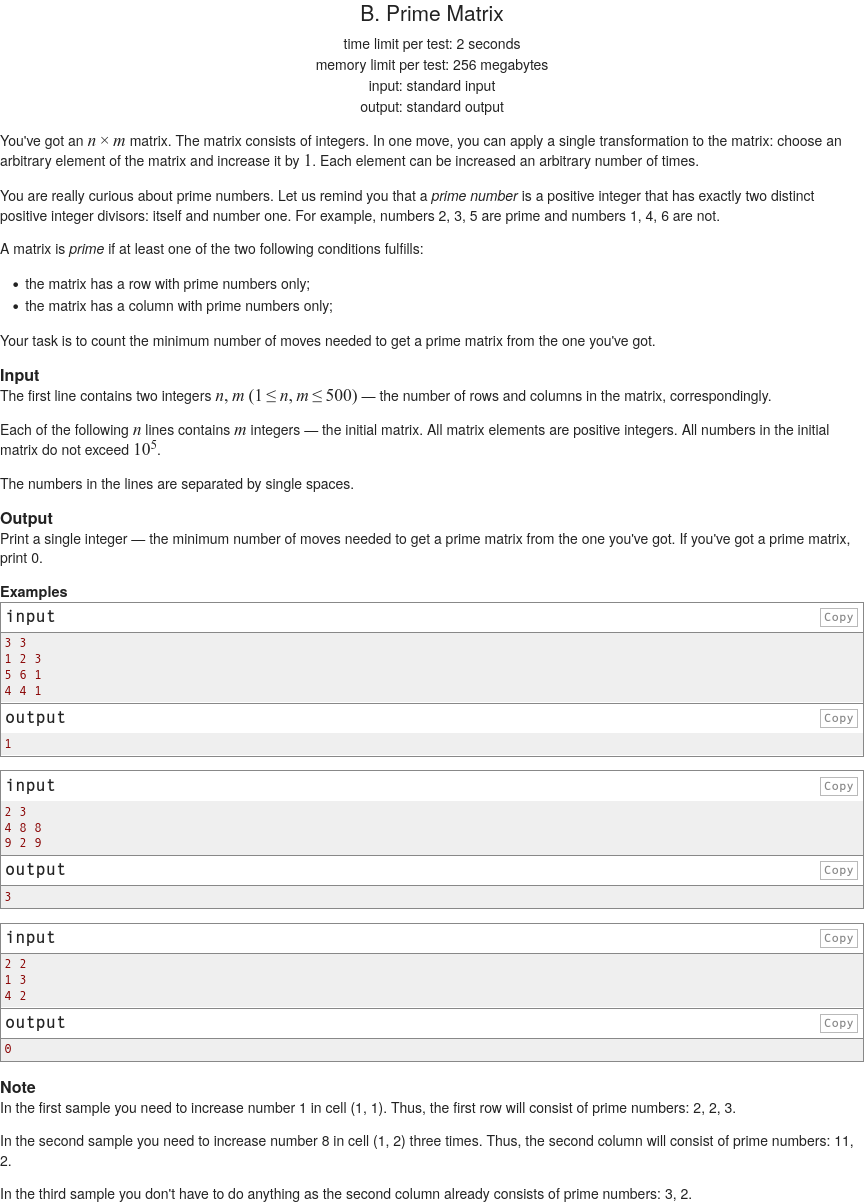 B. Prime Matrix
time limit per test: 2 seconds
memory limit per test: 256 megabytes
input: standard input
output: standard output
You've got an n × m matrix. The matrix consists of integers. In one move, you can apply a single transformation to the matrix: choose an
arbitrary element of the matrix and increase it by 1. Each element can be increased an arbitrary number of times.
You are really curious about prime numbers. Let us remind you that a prime number is a positive integer that has exactly two distinct
positive integer divisors: itself and number one. For example, numbers 2, 3, 5 are prime and numbers 1, 4, 6 are not.
A matrix is prime if at least one of the two following conditions fulfills:
• the matrix has a row with prime numbers only;
• the matrix has a column with prime numbers only;
Your task is to count the minimum number of moves needed to get a prime matrix from the one you've got.
Input
The first line contains two integers n, m (1 ≤ n, m ≤ 500) — the number of rows and columns in the matrix, correspondingly.
Each of the following n lines contains m integers — the initial matrix. All matrix elements are positive integers. All numbers in the initial
matrix do not exceed 10⁵.
The numbers in the lines are separated by single spaces.
Output
Print a single integer — the minimum number of moves needed to get a prime matrix from the one you've got. If you've got a prime matrix,
print 0.
Examples
input Copy
3 3
1 2 3
5 6 1
4 4 1
output Copy
1
input Copy
2 3
4 8 8
9 2 9
output Copy
3
input Copy
2 2
1 3
4 2
output Copy
0
Note
In the first sample you need to increase number 1 in cell (1, 1). Thus, the first row will consist of prime numbers: 2, 2, 3.
In the second sample you need to increase number 8 in cell (1, 2) three times. Thus, the second column will consist of prime numbers: 11,
2.
In the third sample you don't have to do anything as the second column already consists of prime numbers: 3, 2.